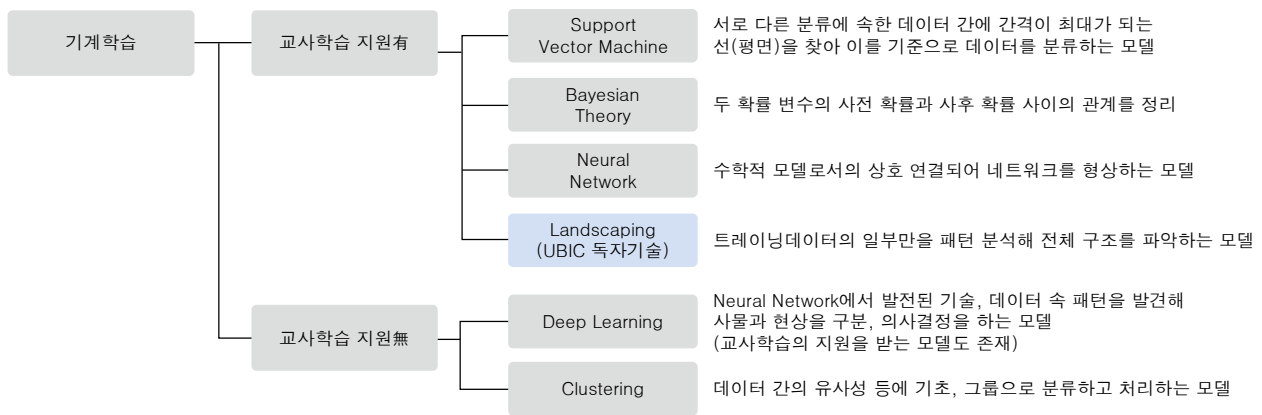 기계학습
교사학습 지원有
Support
Vector Machine
서로 다른 분류에 속한 데이터 간에 간격이 최대가 되는
선(평면)을 찾아 이를 기준으로 데이터를 분류하는 모델
Bayesian
Theory
두 확률 변수의 사전 확률과 사후 확률 사이의 관계를 정리
Neural
Network
수학적 모델로서의 상호 연결되어 네트워크를 형상하는 모델
Landscaping
(UBIC 독자기술)
트레이닝데이터의 일부만을 패턴 분석해 전체 구조를 파악하는 모델
교사학습 지원無
Deep Learning
Neural Network에서 발전된 기술, 데이터 속 패턴을 발견해
사물과 현상을 구분, 의사결정을 하는 모델
(교사학습의 지원을 받는 모델도 존재)
Clustering
데이터 간의 유사성 등에 기초, 그룹으로 분류하고 처리하는 모델